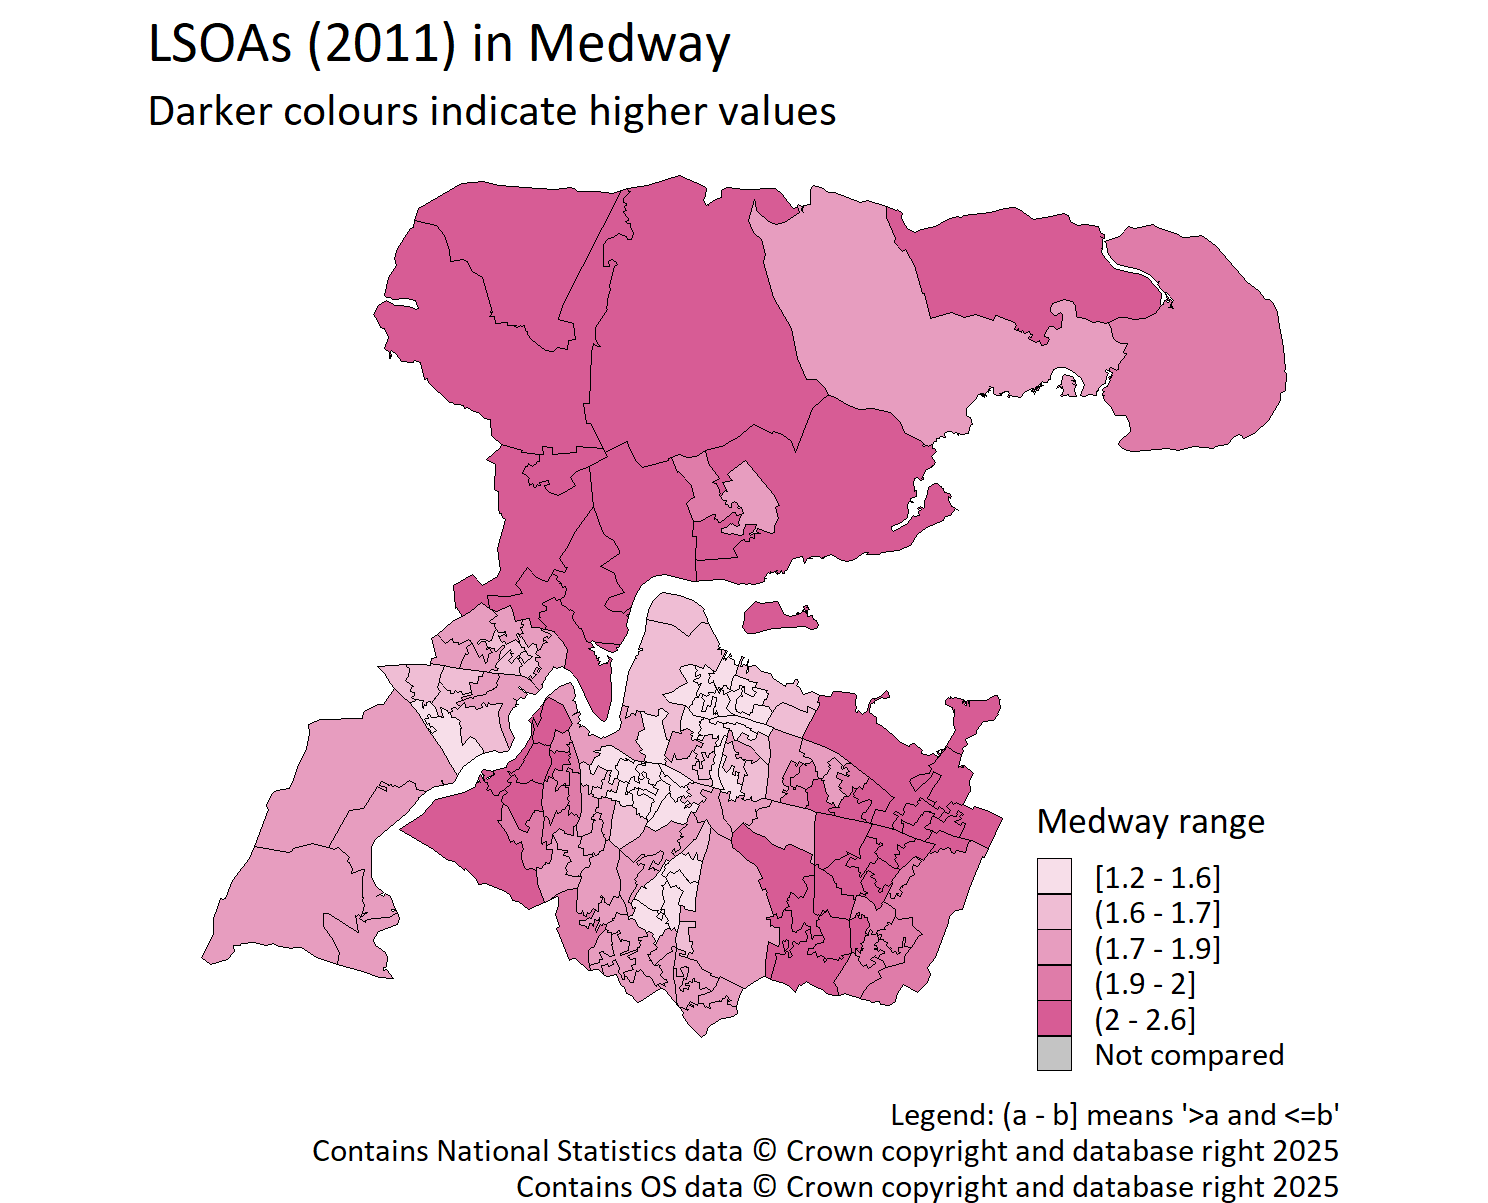 LSOAs (2011) in Medway
Darker colours indicate higher values
Medway range
[1.2 - 1.6]
(1.6 - 1.7]
(1.7 - 1.9]
(1.9 - 2]
(2 - 2.6]
Not compared
Legend: (a - b] means '>a and <=b'
Contains National Statistics data © Crown copyright and database right 2025
Contains OS data © Crown copyright and database right 2025